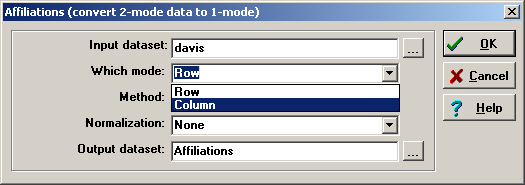 Affiliations (convert 2-mode data to 1-mode)
Input dataset: davis ... OK
Which mode: Row Cancel
Row
Method: Column Help
Normalization: None
Output dataset: Affiliations ...